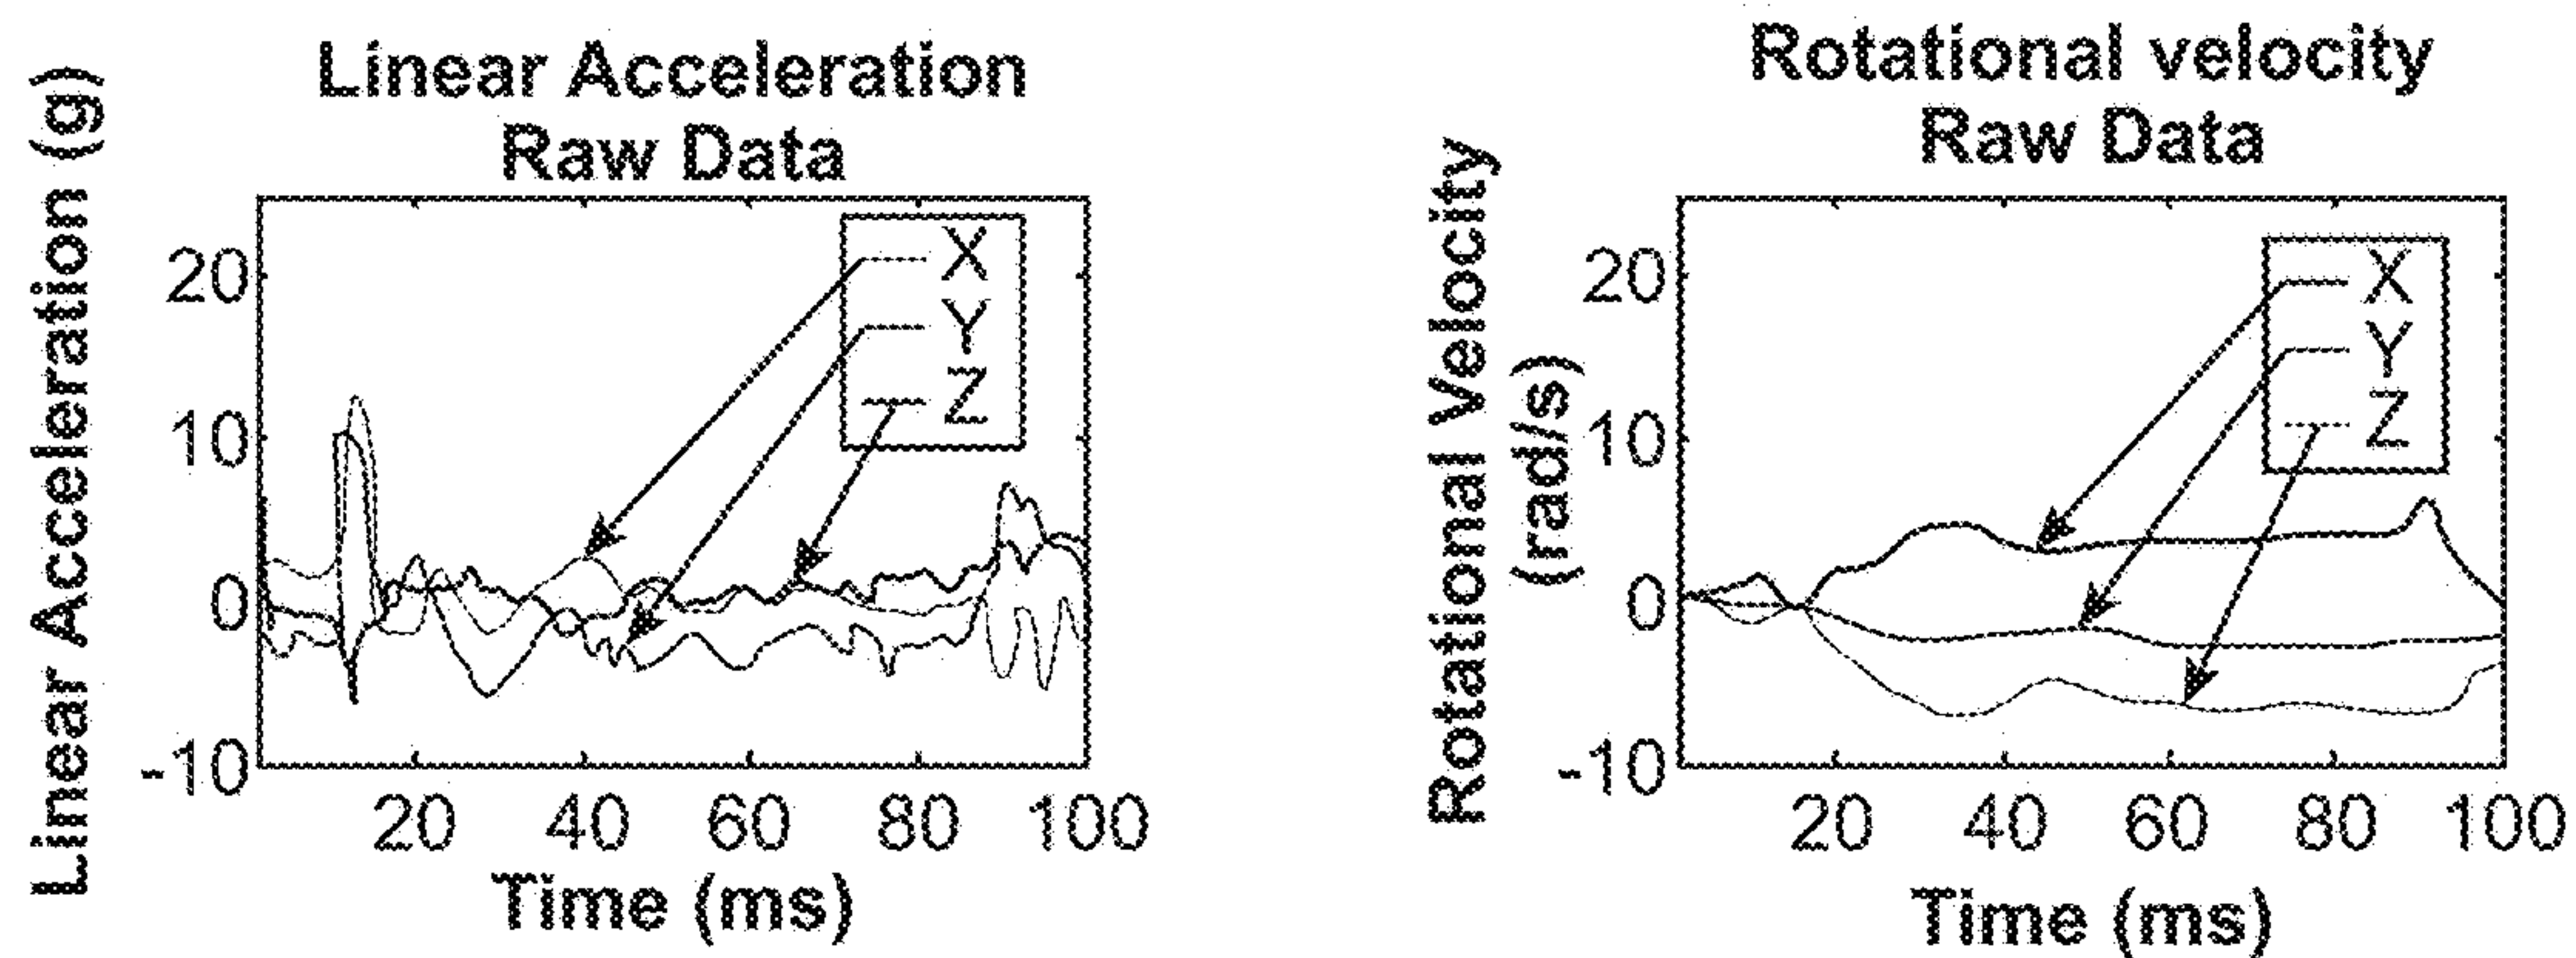 Linear Acceleration
Raw Data
Linear Acceleration (g)
20
10
0
-10
X
Y
Z
20 40 60 80 100
Time (ms)
Rotational velocity
Raw Data
Rotational Velocity
(rad/s)
20
10
0
-10
X
Y
Z
20 40 60 80 100
Time (ms)